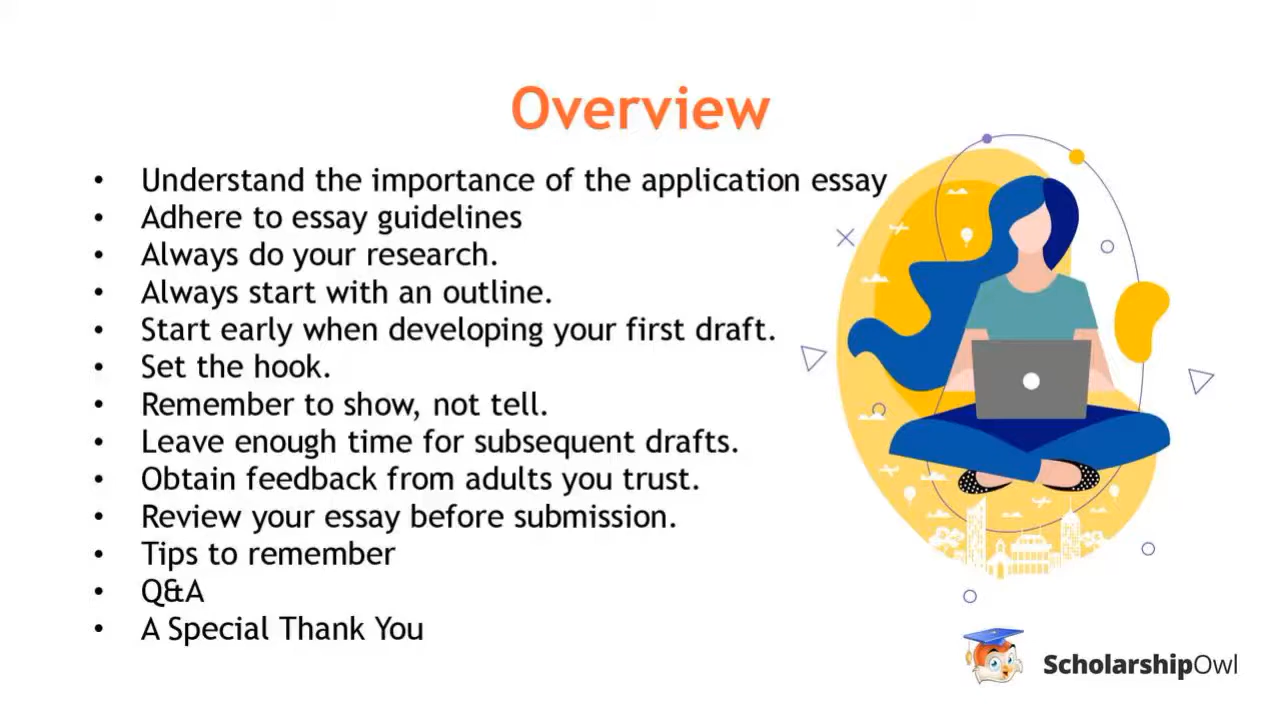 Overview
• Understand the importance of the application essay
• Adhere to essay guidelines
• Always do your research.
• Always start with an outline.
• Start early when developing your first draft.
• Set the hook.
• Remember to show, not tell.
• Leave enough time for subsequent drafts.
• Obtain feedback from adults you trust.
• Review your essay before submission.
• Tips to remember
• Q&A
• A Special Thank You
ScholarshipOwl